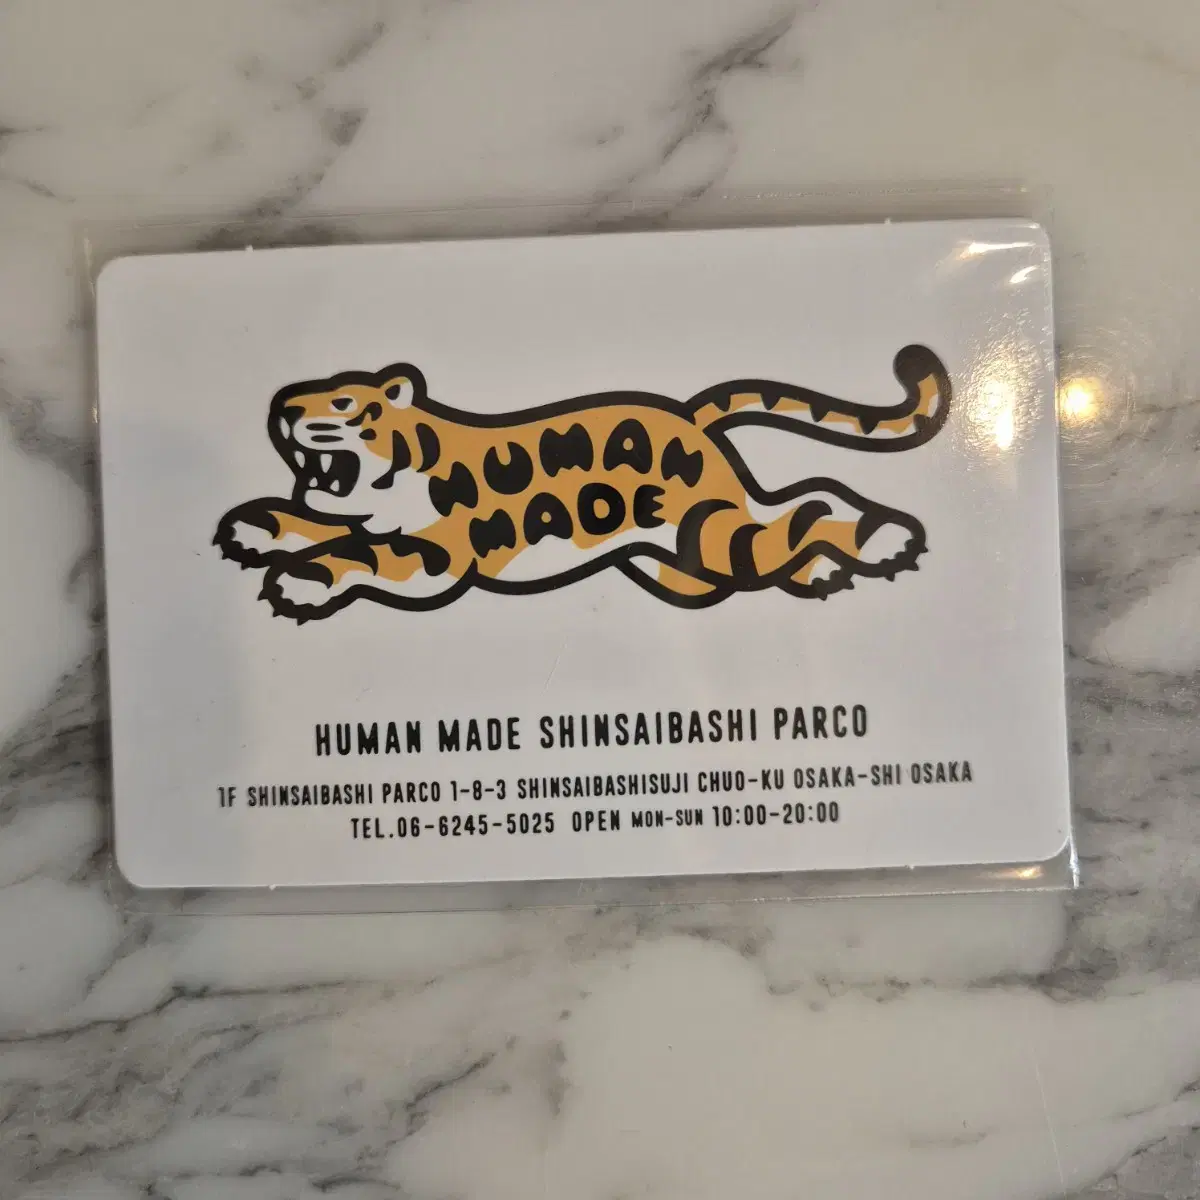 HUMAN
MADE
HUMAN MADE SHINSAIBASHI PARCO
1F SHINSAIBASHI PARCO 1-8-3 SHINSAIBASHISUJI CHUO-KU OSAKA-SHI OSAKA
TEL.06-6245-5025 OPEN MON-SUN 10:00-20:00